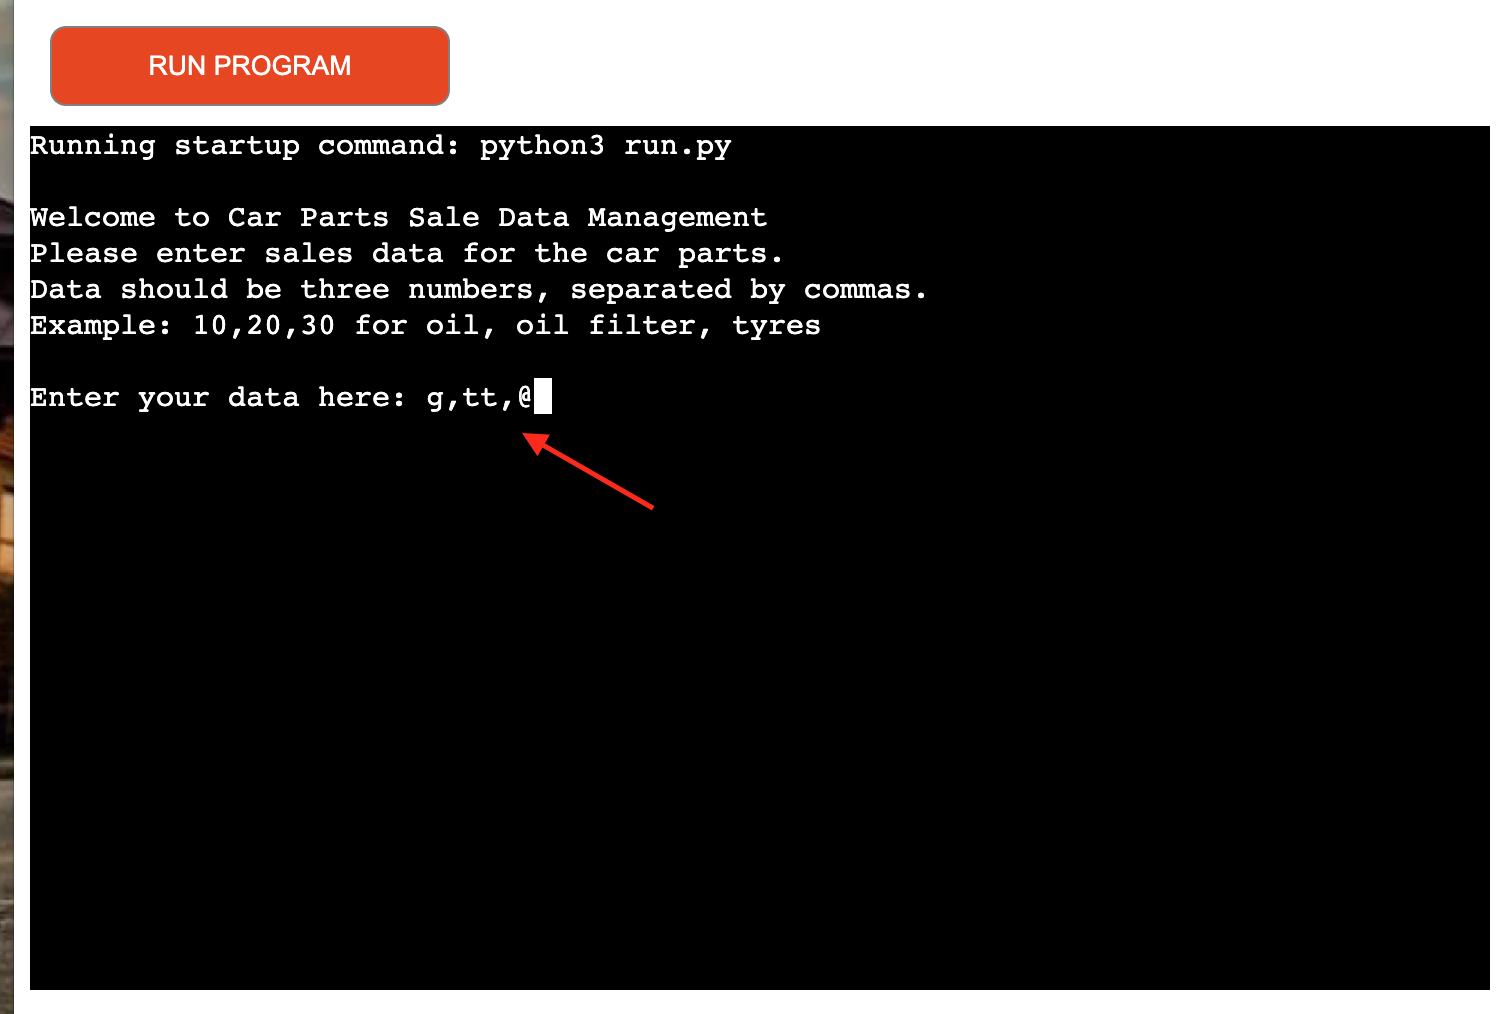 RUN PROGRAM
Running startup command: python3 run.py
Welcome to Car Parts Sale Data Management
Please enter sales data for the car parts.
Data should be three numbers, separated by commas.
Example: 10,20,30 for oil, oil filter, tyres
Enter your data here: g,tt,@